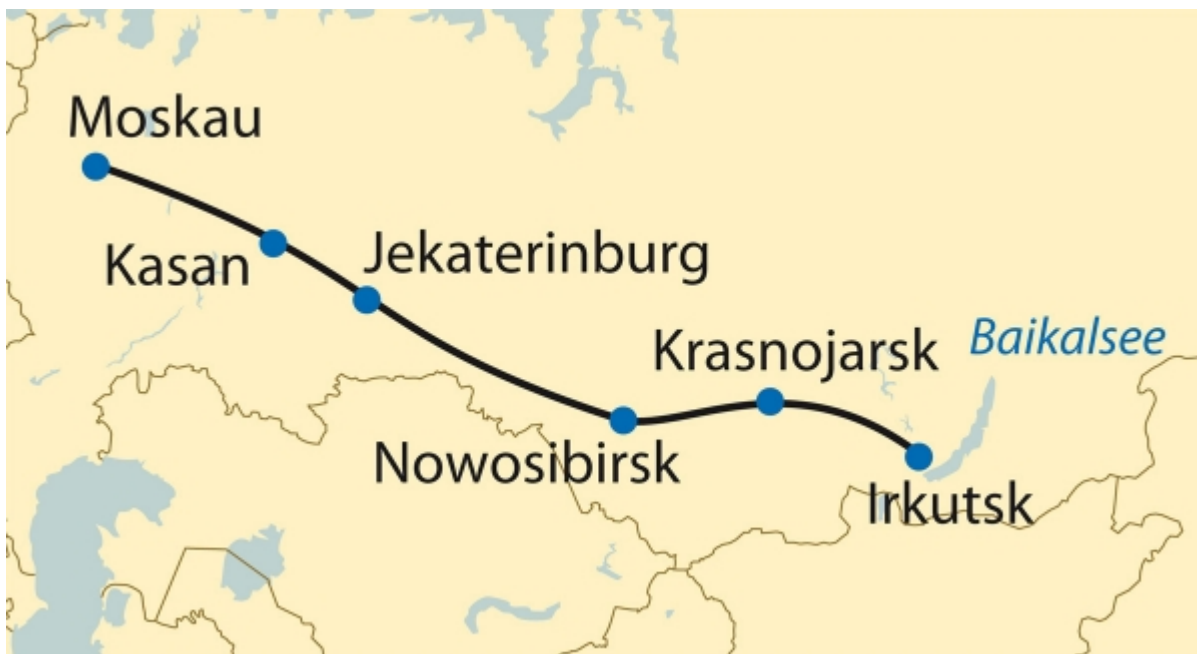 Moskau
Kasan
Jekaterinburg
Nowosibirsk
Krasnojarsk
Baikalsee
Irkutsk